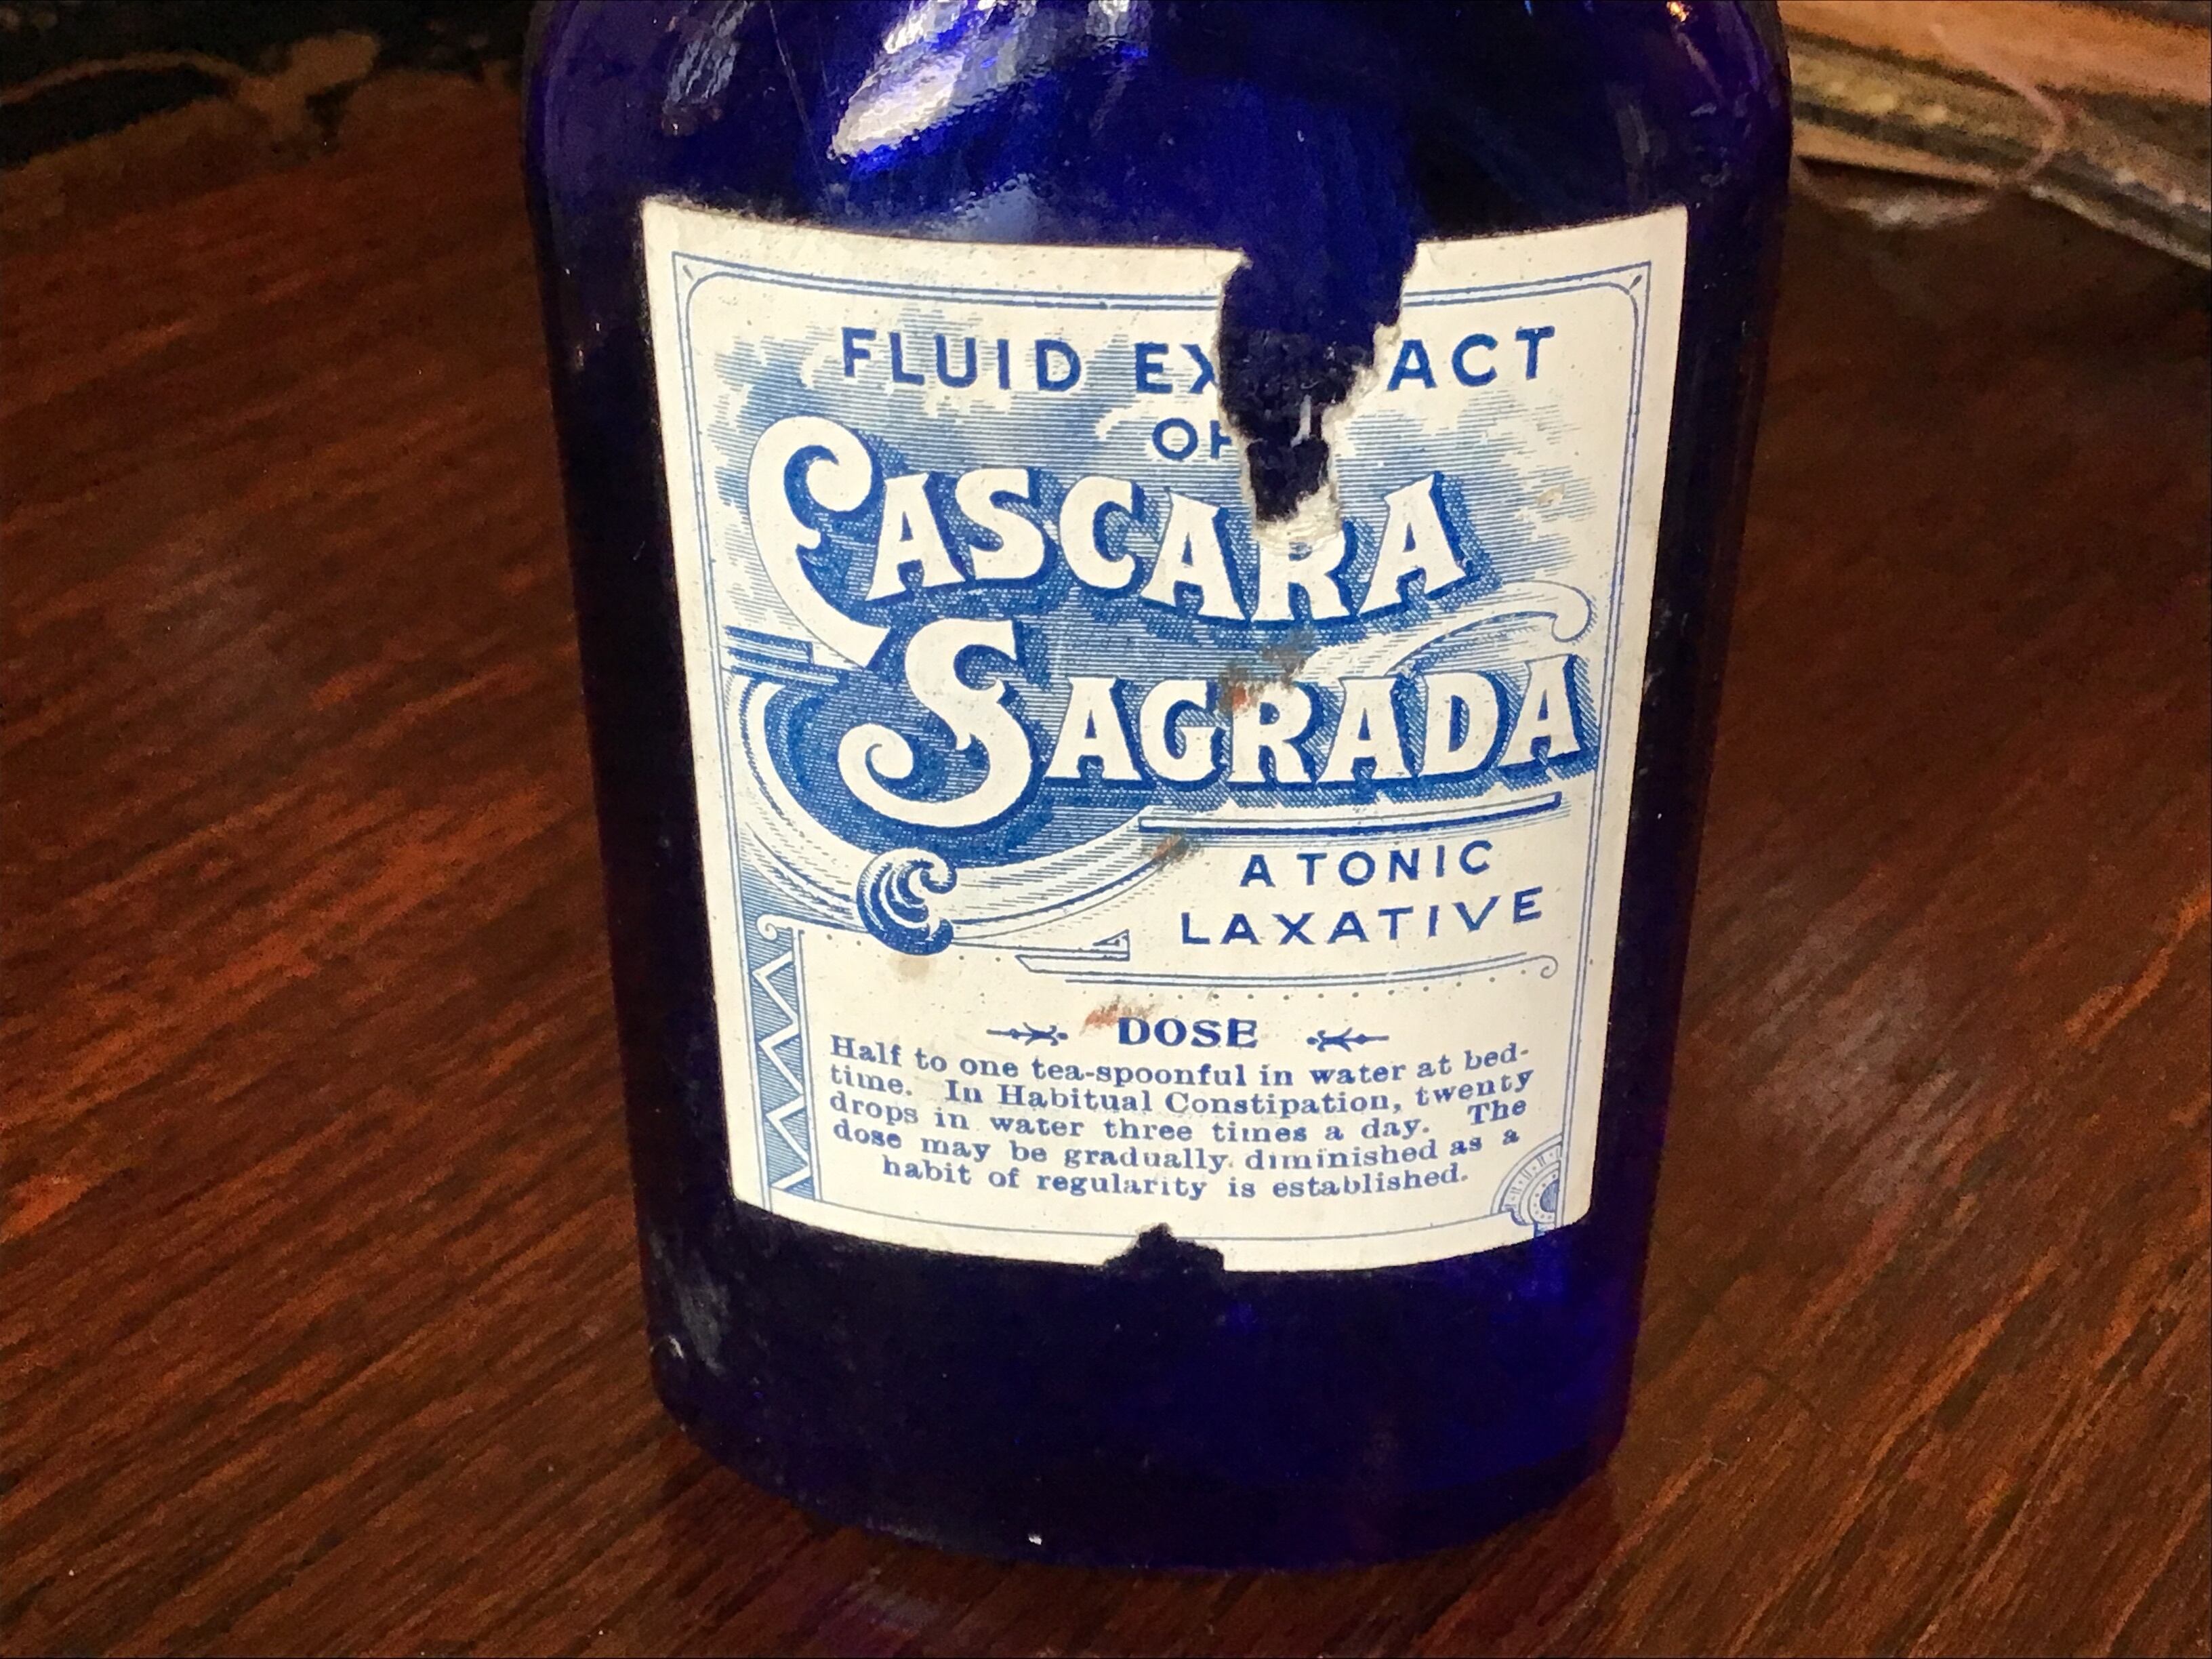 FLUID EXTRACT
OF
CASCARA
SAGRADA
A TONIC
LAXATIVE
DOSE
Half to one tea-spoonful in water at bed-
time. In Habitual Constipation, twenty
drops in water three times a day. The
dose may be gradually diminished as a
habit of regularity is established.